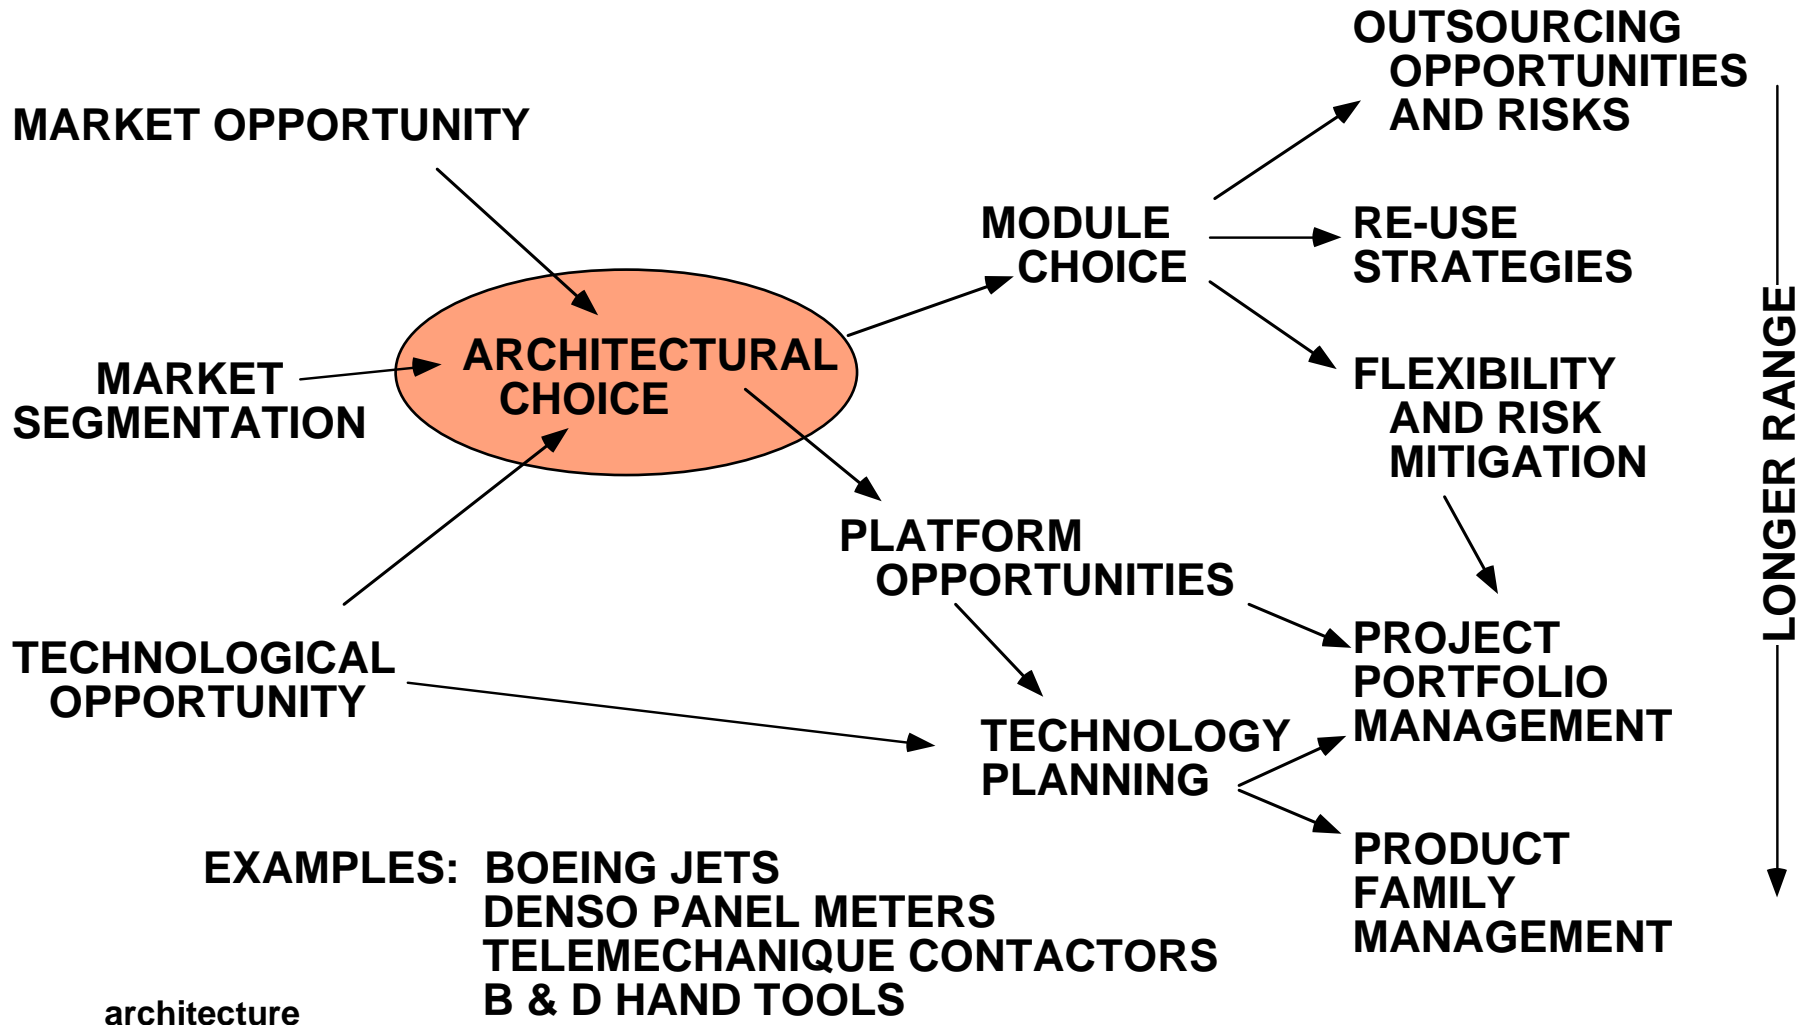 OUTSOURCING
OPPORTUNITIES
AND RISKS
MARKET OPPORTUNITY
MODULE
CHOICE
RE-USE
STRATEGIES
ARCHITECTURAL
CHOICE
MARKET
SEGMENTATION
FLEXIBILITY
AND RISK
MITIGATION
LONGER RANGE
PLATFORM
OPPORTUNITIES
TECHNOLOGICAL
OPPORTUNITY
PROJECT
PORTFOLIO
MANAGEMENT
TECHNOLOGY
PLANNING
PRODUCT
FAMILY
MANAGEMENT
EXAMPLES: BOEING JETS
DENSO PANEL METERS
TELEMECHANIQUE CONTACTORS
B & D HAND TOOLS
architecture